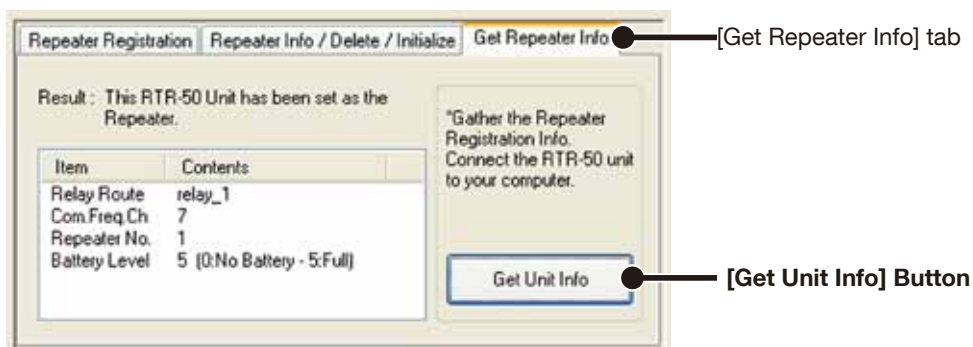 Repeater Registration
Repeater Info / Delete / Initialize
Get Repeater Info
[Get Repeater Info] tab
Result : This RTR-50 Unit has been set as the
Repeater.
Item Contents
Relay Route relay_1
Com.Freq.Ch 7
Repeater No. 1
Battery Level 5 (0:No Battery - 5:Full)
"Gather the Repeater
Registration Info.
Connect the RTR-50 unit
to your computer.
Get Unit Info
[Get Unit Info] Button